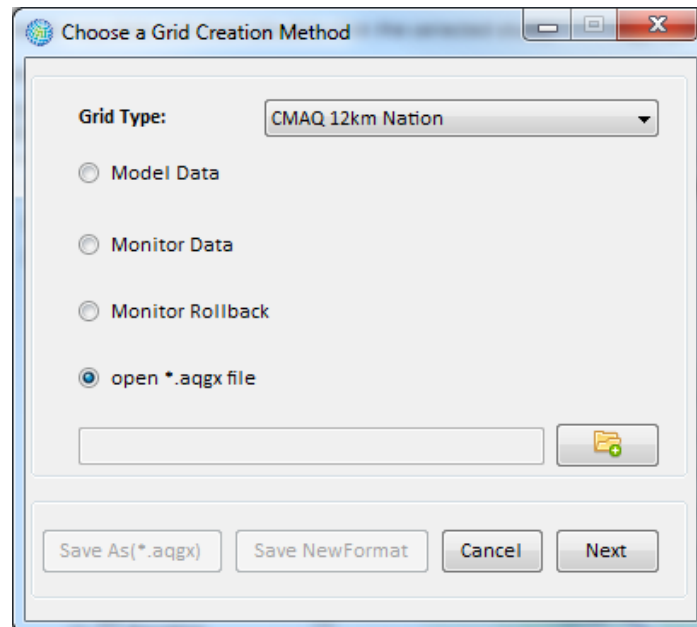 Choose a Grid Creation Method
Grid Type: CMAQ 12km Nation
Model Data
Monitor Data
Monitor Rollback
open *.aqgx file
Save As(*.aqgx) Save NewFormat Cancel Next